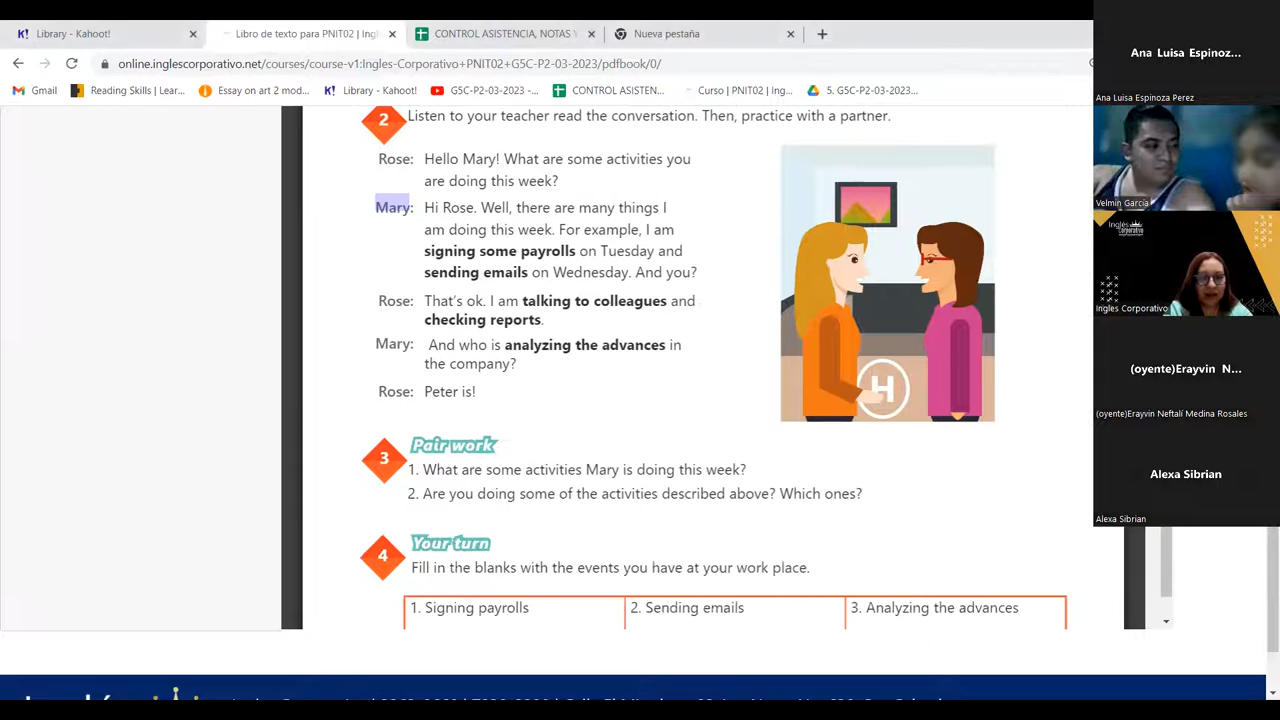 Library - Kahoot!
Libro de texto para PNIT02 | Ingl
CONTROL ASISTENCIA, NOTAS Y
Nueva pestaña
online.inglescorporativo.net/courses/course-v1:Ingles-Corporativo+PNIT02+G5C-P2-03-2023/pdfbook/0/
Gmail
Reading Skills | Lear...
Essay on art 2 mod...
Library - Kahoot!
G5C-P2-03-2023 -...
CONTROL ASISTEN...
Curso | PNIT02 | Ing...
5. G5C-P2-03-2023...
2 Listen to your teacher read the conversation. Then, practice with a partner.
Rose: Hello Mary! What are some activities you
are doing this week?
Mary: Hi Rose. Well, there are many things I
am doing this week. For example, I am
signing some payrolls on Tuesday and
sending emails on Wednesday. And you?
Rose: That's ok. I am talking to colleagues and
checking reports.
Mary: And who is analyzing the advances in
the company?
Rose: Peter is!
H
3 Pair work
1. What are some activities Mary is doing this week?
2. Are you doing some of the activities described above? Which ones?
4 Your turn
Fill in the blanks with the events you have at your work place.
1. Signing payrolls
2. Sending emails
3. Analyzing the advances
Ana Luisa Espinoz...
Ana Luisa Espinoza Perez
Velmin García
Inglés
Corporativo
Ingles Corporativo
(oyente)Erayvin N...
(oyente)Erayvin Neftalí Medina Rosales
Alexa Sibrian
Alexa Sibrian